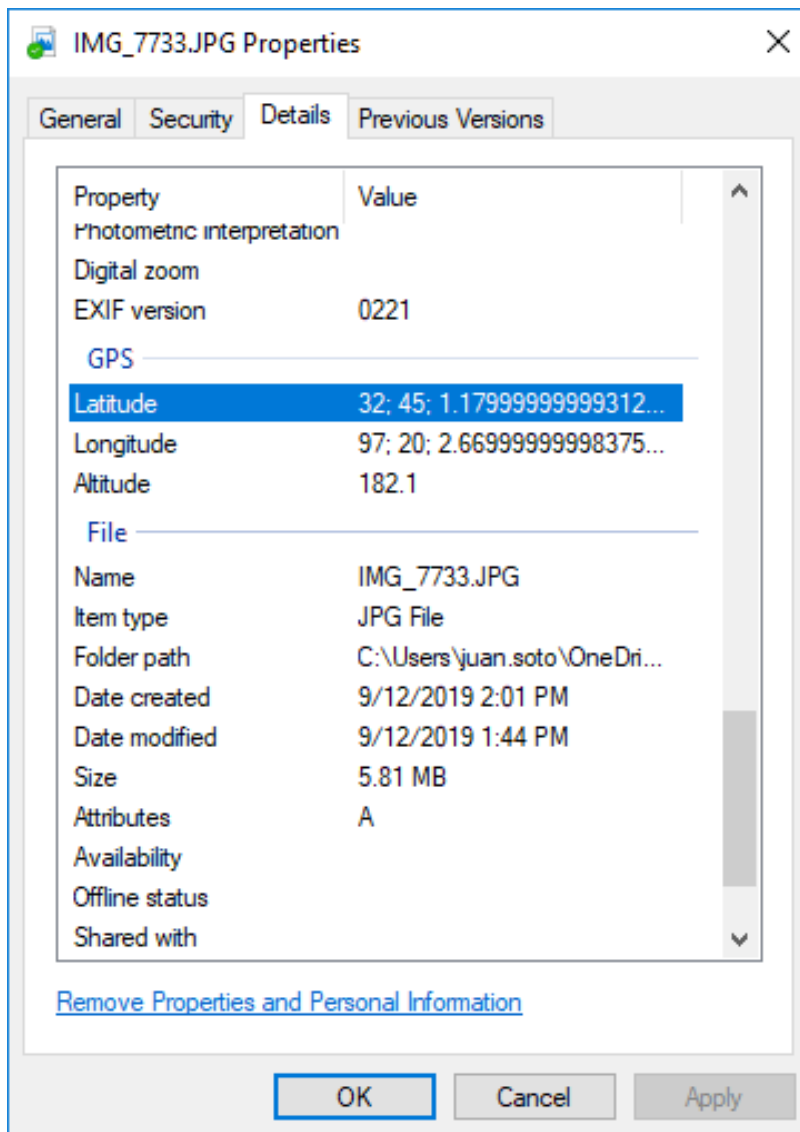 IMG_7733.JPG Properties
General Security Details Previous Versions
Property Value
Photometric interpretation
Digital zoom
EXIF version 0221
GPS
Latitude 32; 45; 1.17999999999312...
Longitude 97; 20; 2.66999999998375...
Altitude 182.1
File
Name IMG_7733.JPG
Item type JPG File
Folder path C:\Users\juan.soto\OneDri...
Date created 9/12/2019 2:01 PM
Date modified 9/12/2019 1:44 PM
Size 5.81 MB
Attributes A
Availability
Offline status
Shared with
Remove Properties and Personal Information
OK Cancel Apply